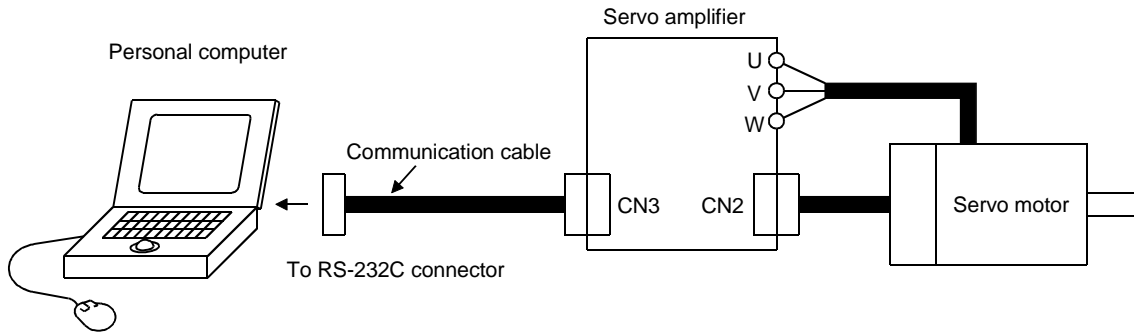 Servo amplifier
Personal computer
U
V
W
Communication cable
CN3
CN2
Servo motor
To RS-232C connector